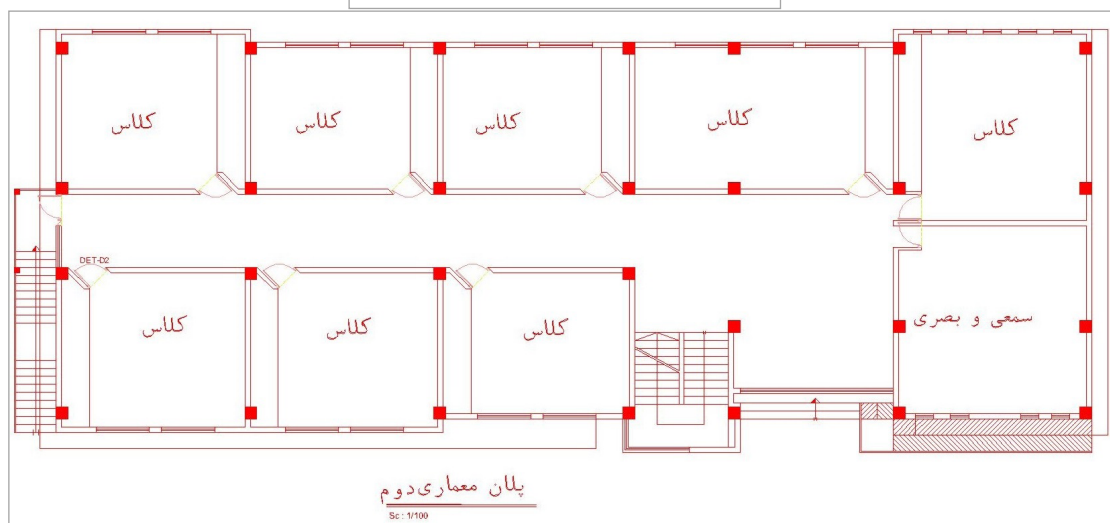 کلاس
کلاس
کلاس
کلاس
کلاس
DET-D2
کلاس
کلاس
کلاس
سمعی و بصری
پلان معماری دوم
Sc : 1/100